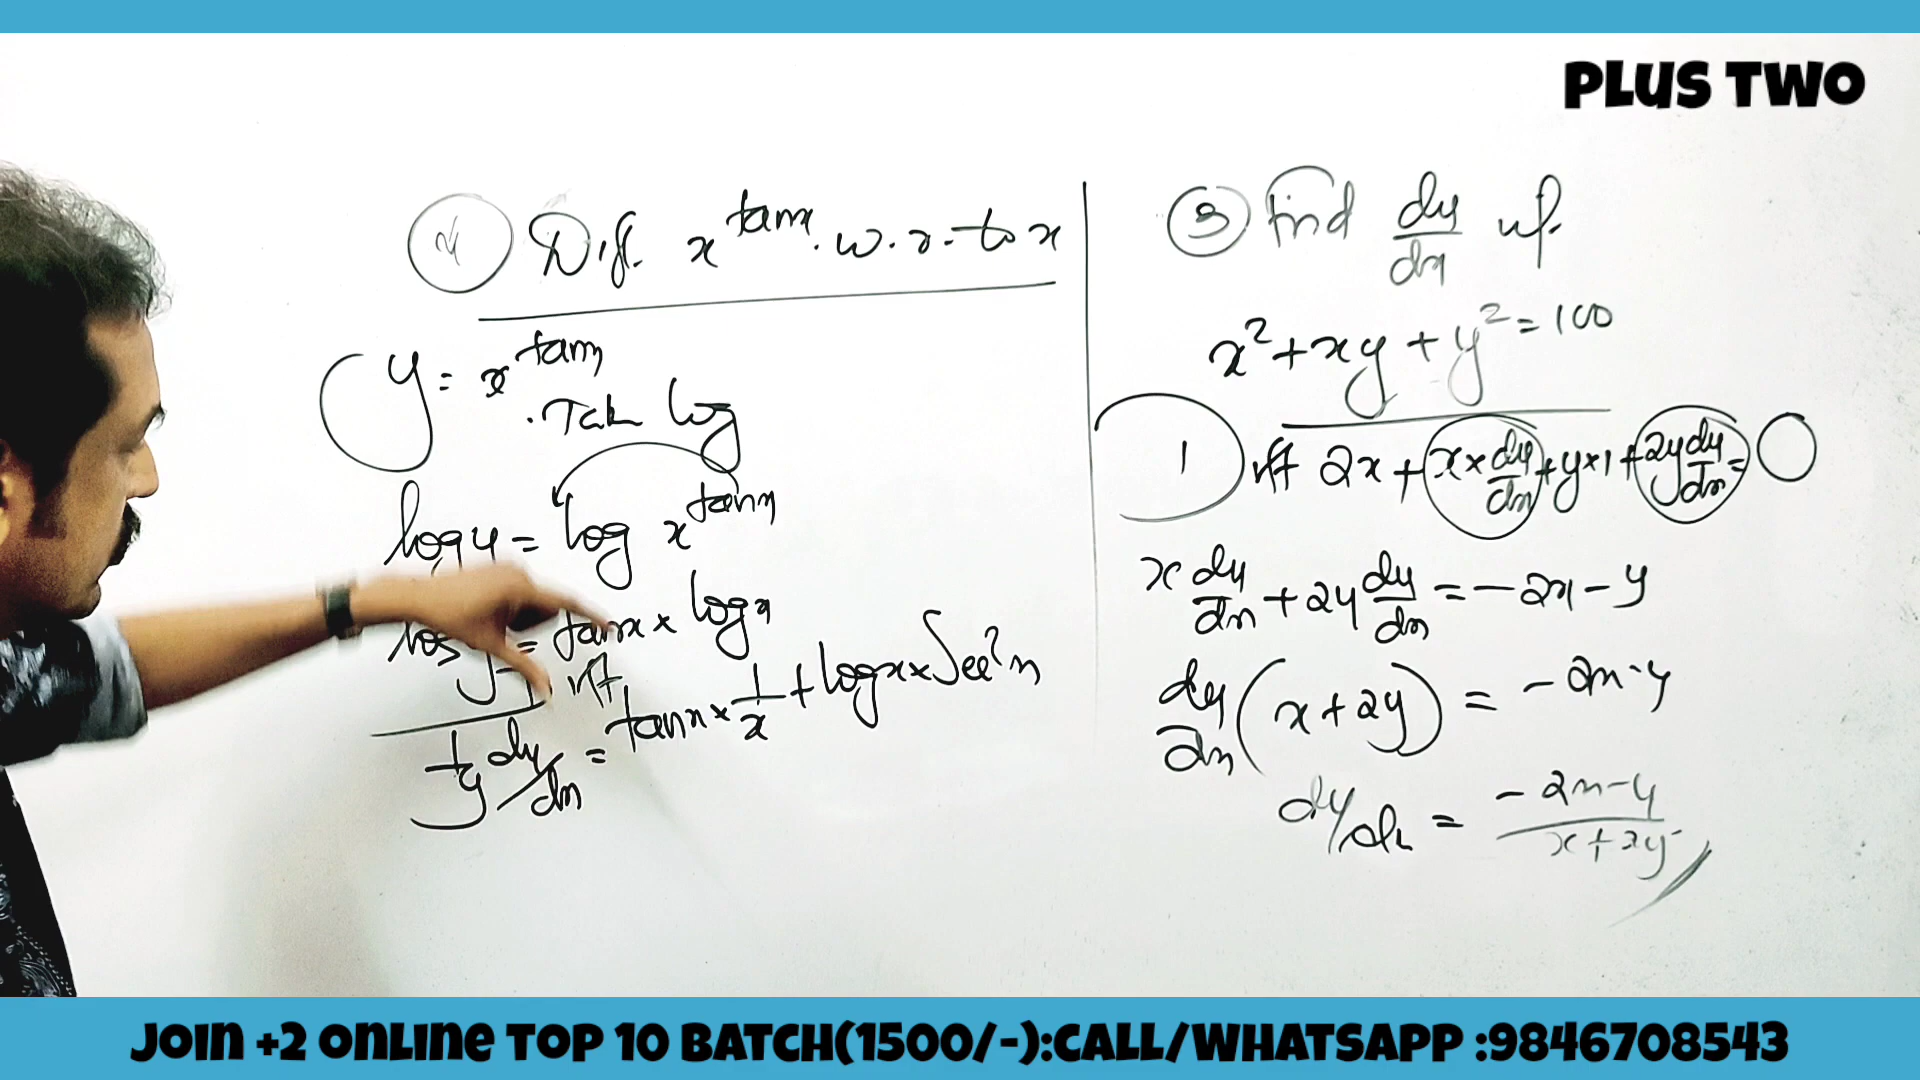 PLUS TWO
④ Diff. x^tanx. w.r.to x
y = x^tanx
. Take log
log y = log x^tanx
log y = tanx × log x
diff
1/y dy/dx = tanx × 1/x + logx × Sec²x
③ Find dy/dx if
x² + xy + y² = 100
diff 2x + x × dy/dx + y×1 + 2y dy/dx = 0
x dy/dx + 2y dy/dx = -2x - y
dy/dx (x + 2y) = -2x - y
dy/dx = (-2x - y)/(x + 2y)
JOIN +2 ONLINE TOP 10 BATCH(1500/-):CALL/WHATSAPP :9846708543